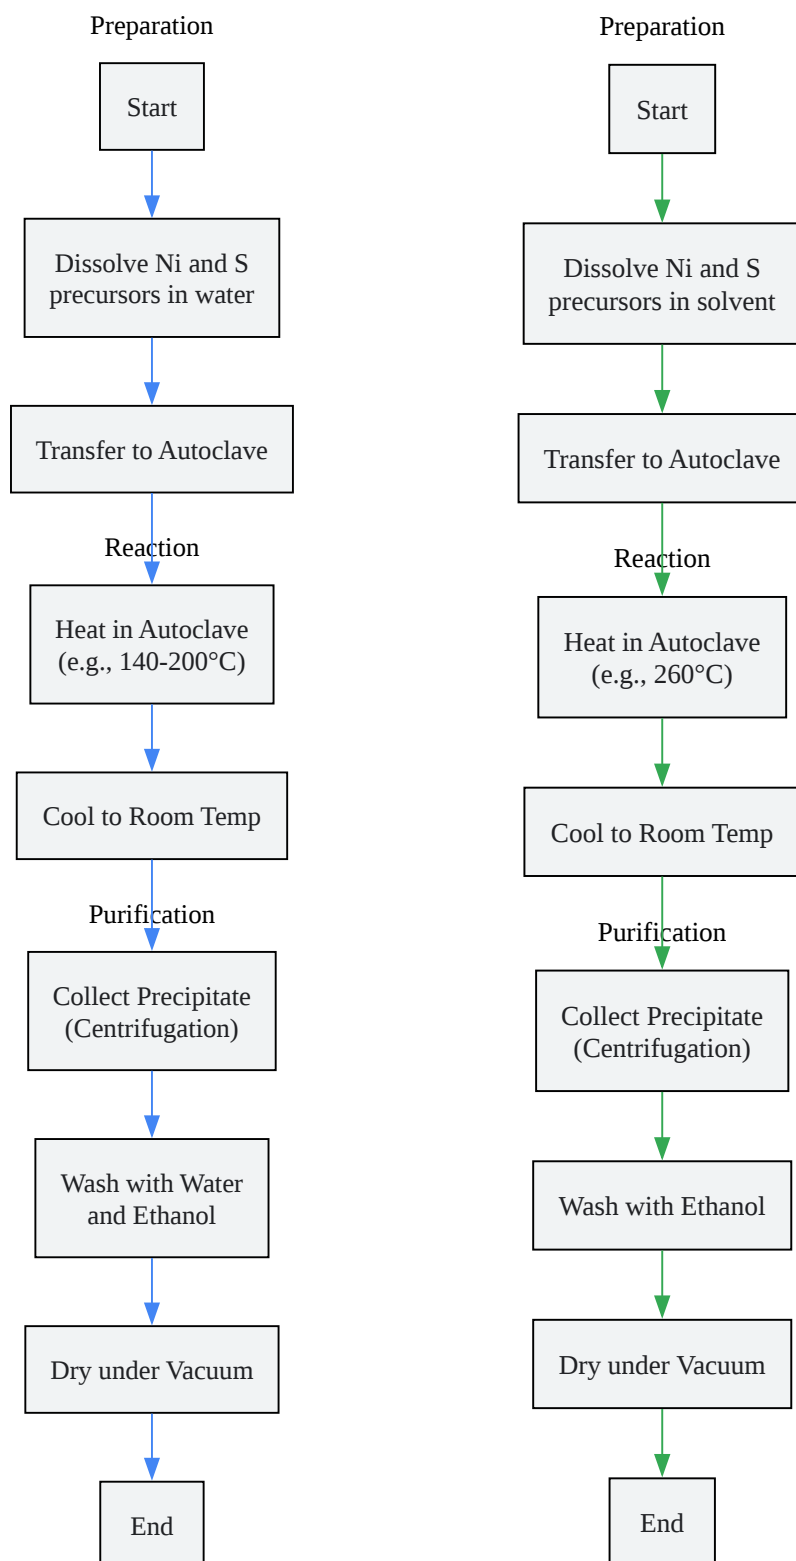 Preparation
Start
Dissolve Ni and S
precursors in water
Transfer to Autoclave
Reaction
Heat in Autoclave
(e.g., 140-200°C)
Cool to Room Temp
Purification
Collect Precipitate
(Centrifugation)
Wash with Water
and Ethanol
Dry under Vacuum
End
Preparation
Start
Dissolve Ni and S
precursors in solvent
Transfer to Autoclave
Reaction
Heat in Autoclave
(e.g., 260°C)
Cool to Room Temp
Purification
Collect Precipitate
(Centrifugation)
Wash with Ethanol
Dry under Vacuum
End